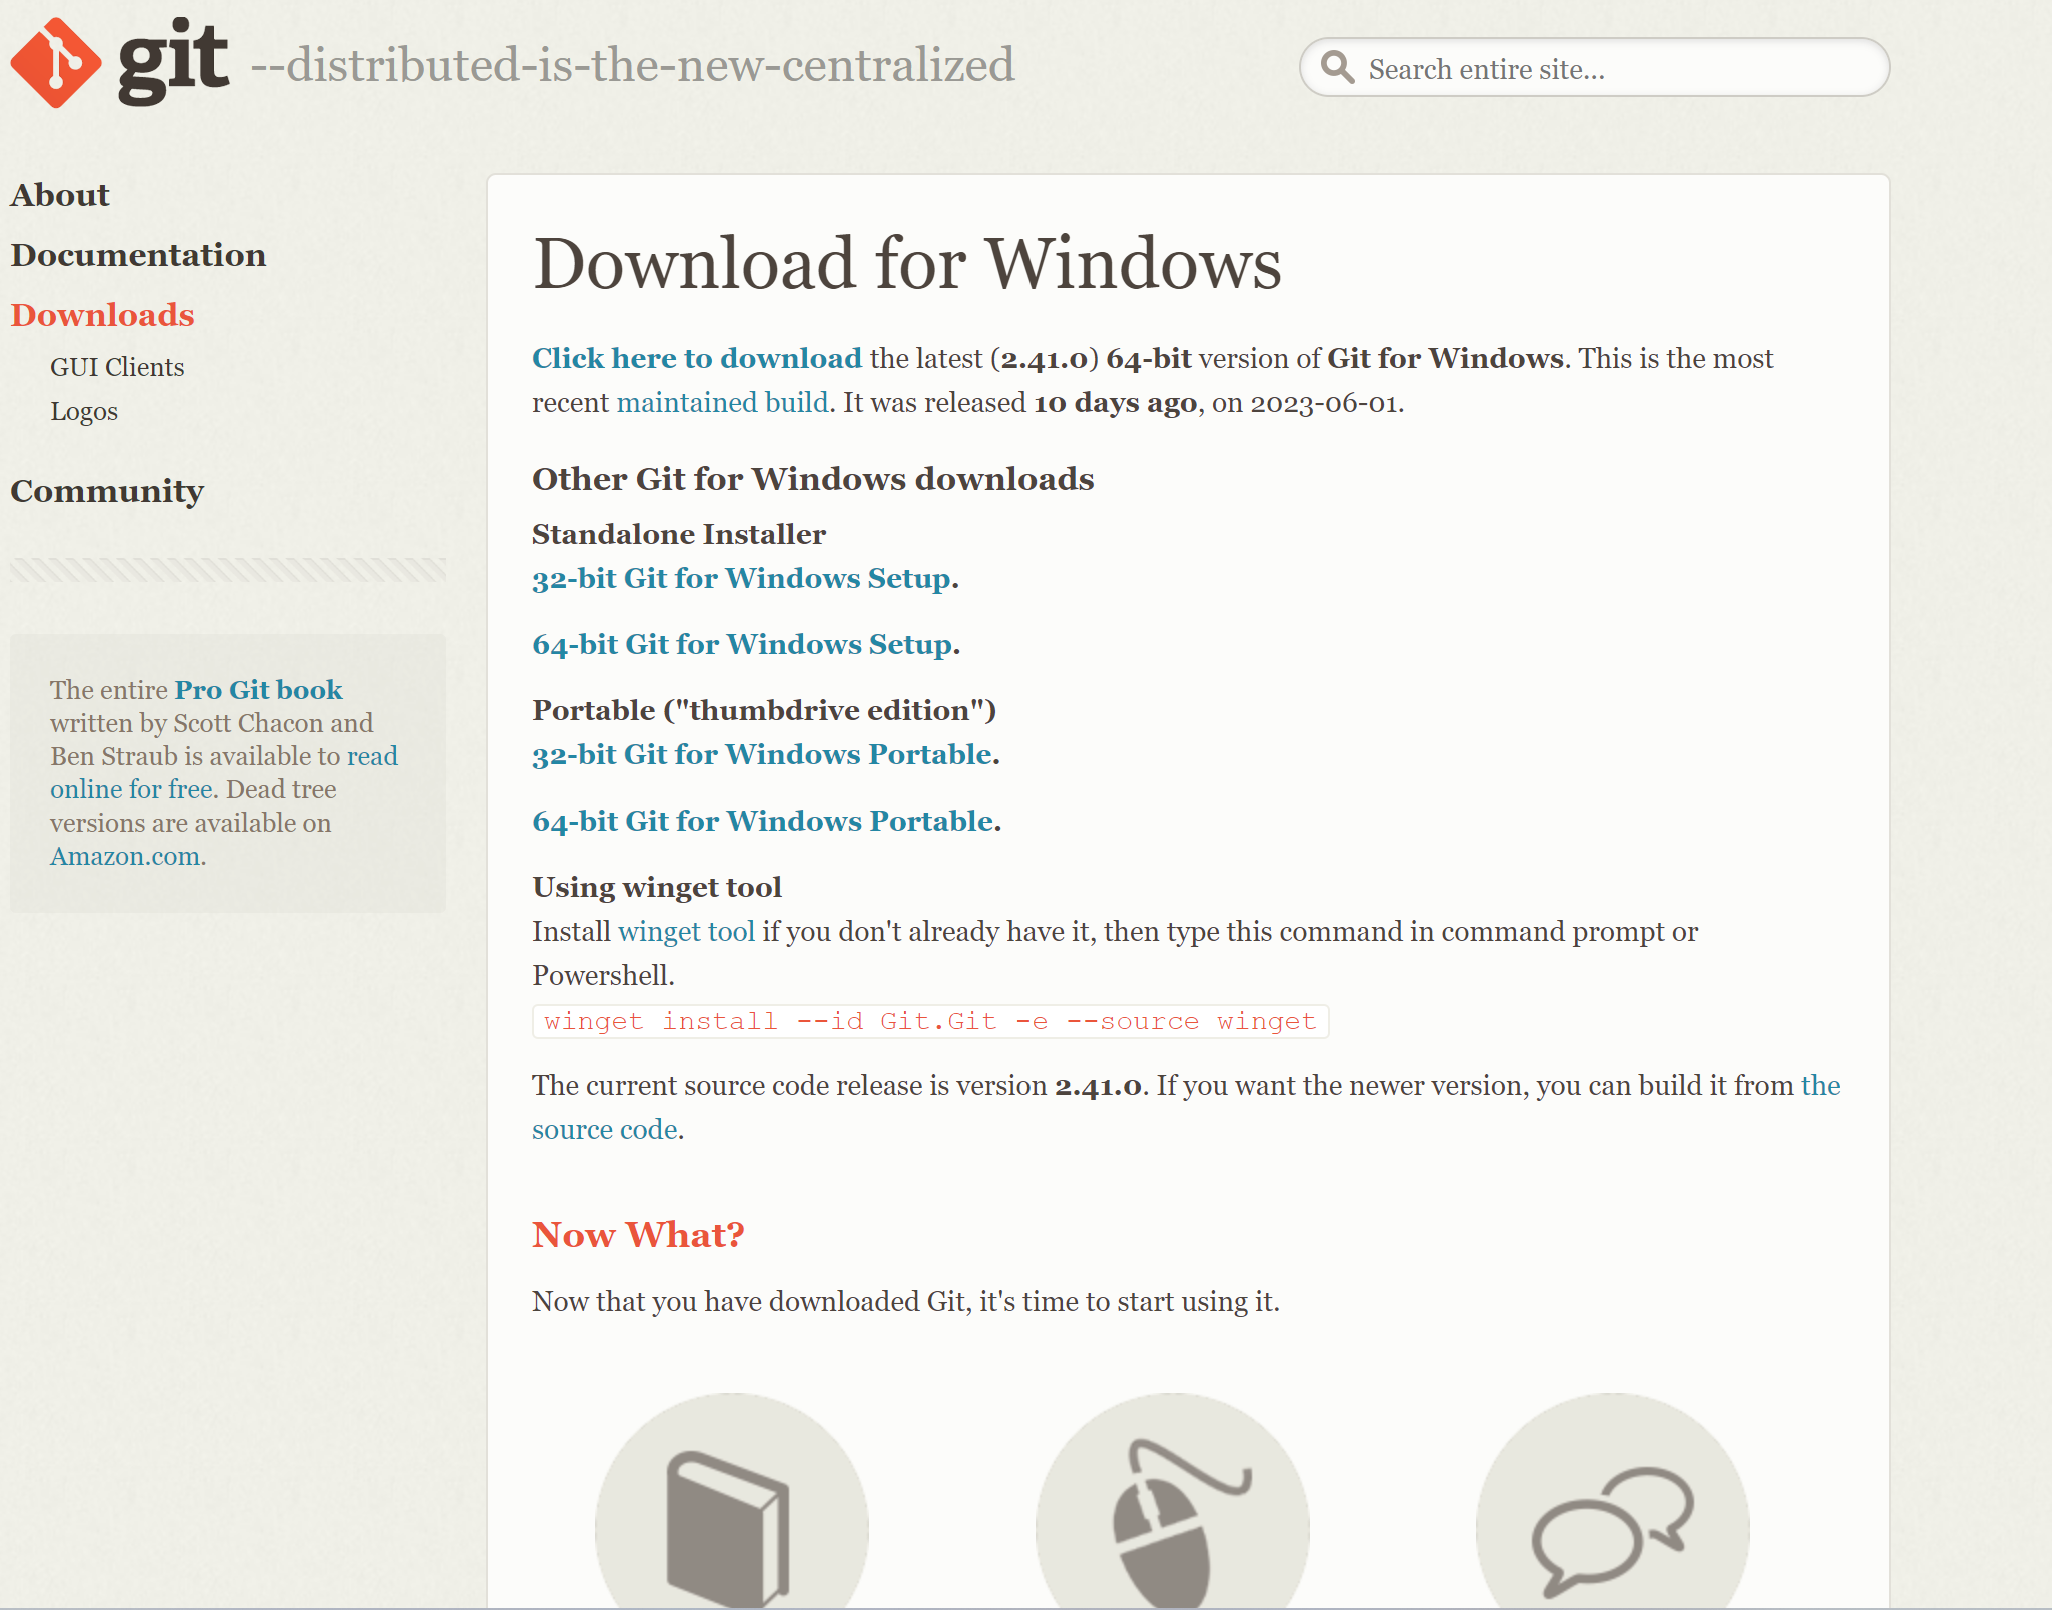 git --distributed-is-the-new-centralized
Search entire site...
About
Documentation
Downloads
GUI Clients
Logos
Community
The entire Pro Git book
written by Scott Chacon and
Ben Straub is available to read
online for free. Dead tree
versions are available on
Amazon.com.
Download for Windows
Click here to download the latest (2.41.0) 64-bit version of Git for Windows. This is the most
recent maintained build. It was released 10 days ago, on 2023-06-01.
Other Git for Windows downloads
Standalone Installer
32-bit Git for Windows Setup.
64-bit Git for Windows Setup.
Portable ("thumbdrive edition")
32-bit Git for Windows Portable.
64-bit Git for Windows Portable.
Using winget tool
Install winget tool if you don't already have it, then type this command in command prompt or
Powershell.
winget install --id Git.Git -e --source winget
The current source code release is version 2.41.0. If you want the newer version, you can build it from the
source code.
Now What?
Now that you have downloaded Git, it's time to start using it.